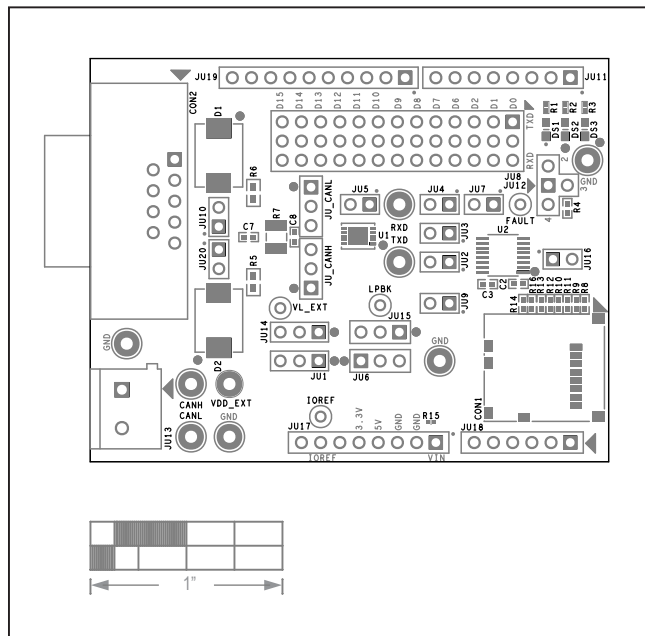 JU19
JU11
CON2
D1
D15
D14
D13
D12
D11
D10
D9
D8
D7
D6
D2
D1
D0
TXD
RXD
R1
R2
R3
DS1
DS2
DS3
JU8
JU12
2
3
4
GND
R4
R6
JU5
JU4
JU7
FAULT
JU_CANL
JU10
R7
C8
C7
U1
RXD
TXD
JU3
JU2
U2
JU16
JU20
JU_CANH
R5
C3
C2
R16
R13
R12
R10
R11
R9
R8
R14
VL_EXT
LPBK
JU9
JU14
JU15
GND
D2
JU1
JU6
GND
CON1
CANH
CANL
VDD_EXT
GND
JU13
IOREF
R15
JU17
3.3V
5V
GND
GND
IOREF
VIN
JU18
1"